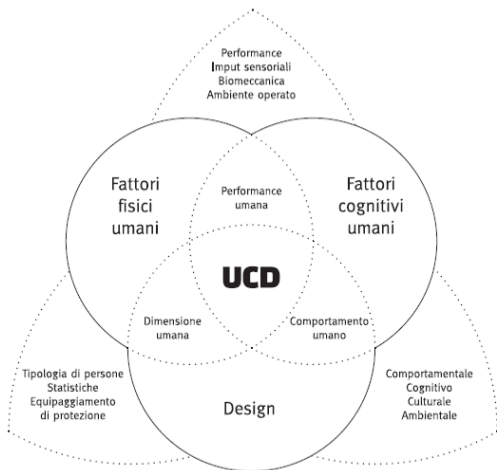 Performance
Imput sensoriali
Biomeccanica
Ambiente operato
Fattori
fisici
umani
Performance
umana
Fattori
cognitivi
umani
UCD
Dimensione
umana
Comportamento
umano
Tipologia di persone
Statistiche
Equipaggiamento
di protezione
Design
Comportamentale
Cognitivo
Culturale
Ambientale